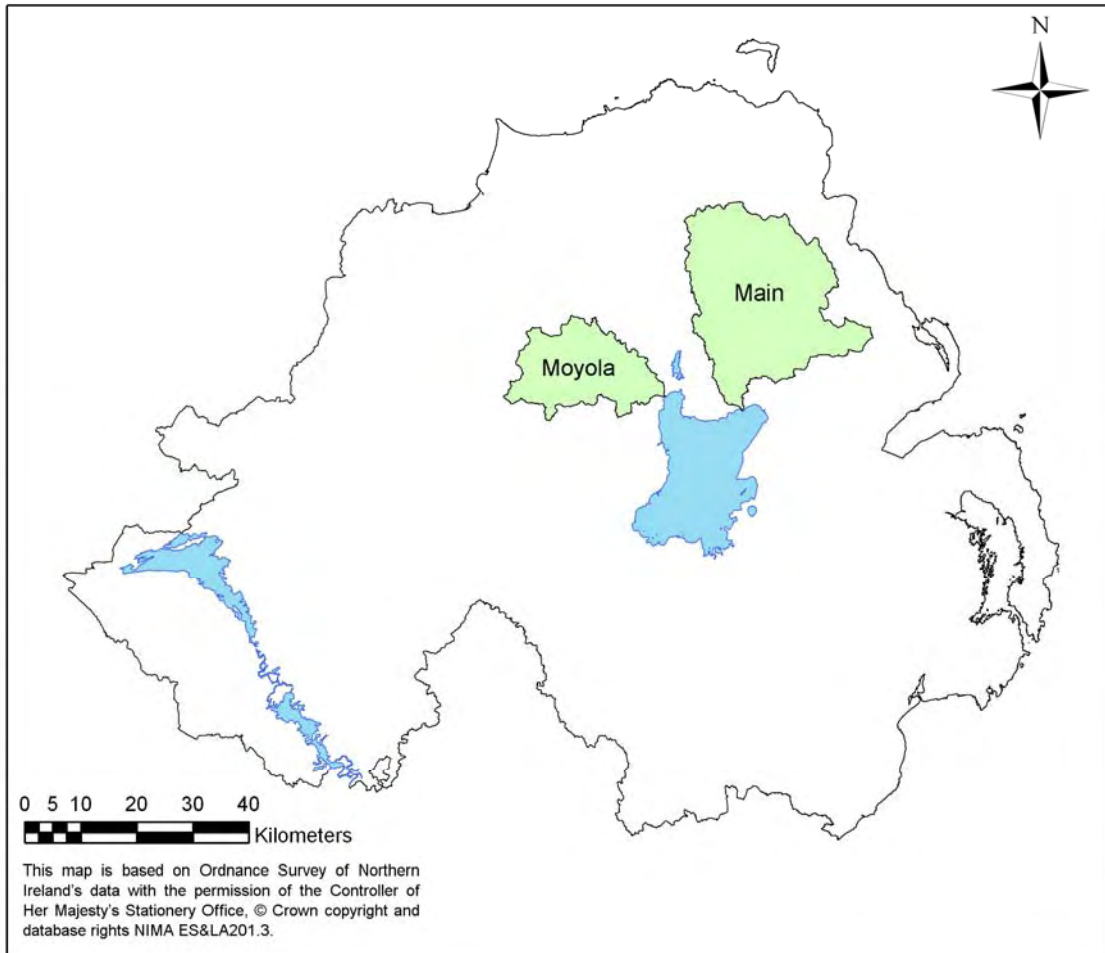 N
Main
Moyola
0 5 10 20 30 40
Kilometers
This map is based on Ordnance Survey of Northern
Ireland's data with the permission of the Controller of
Her Majesty's Stationery Office, © Crown copyright and
database rights NIMA ES&LA201.3.